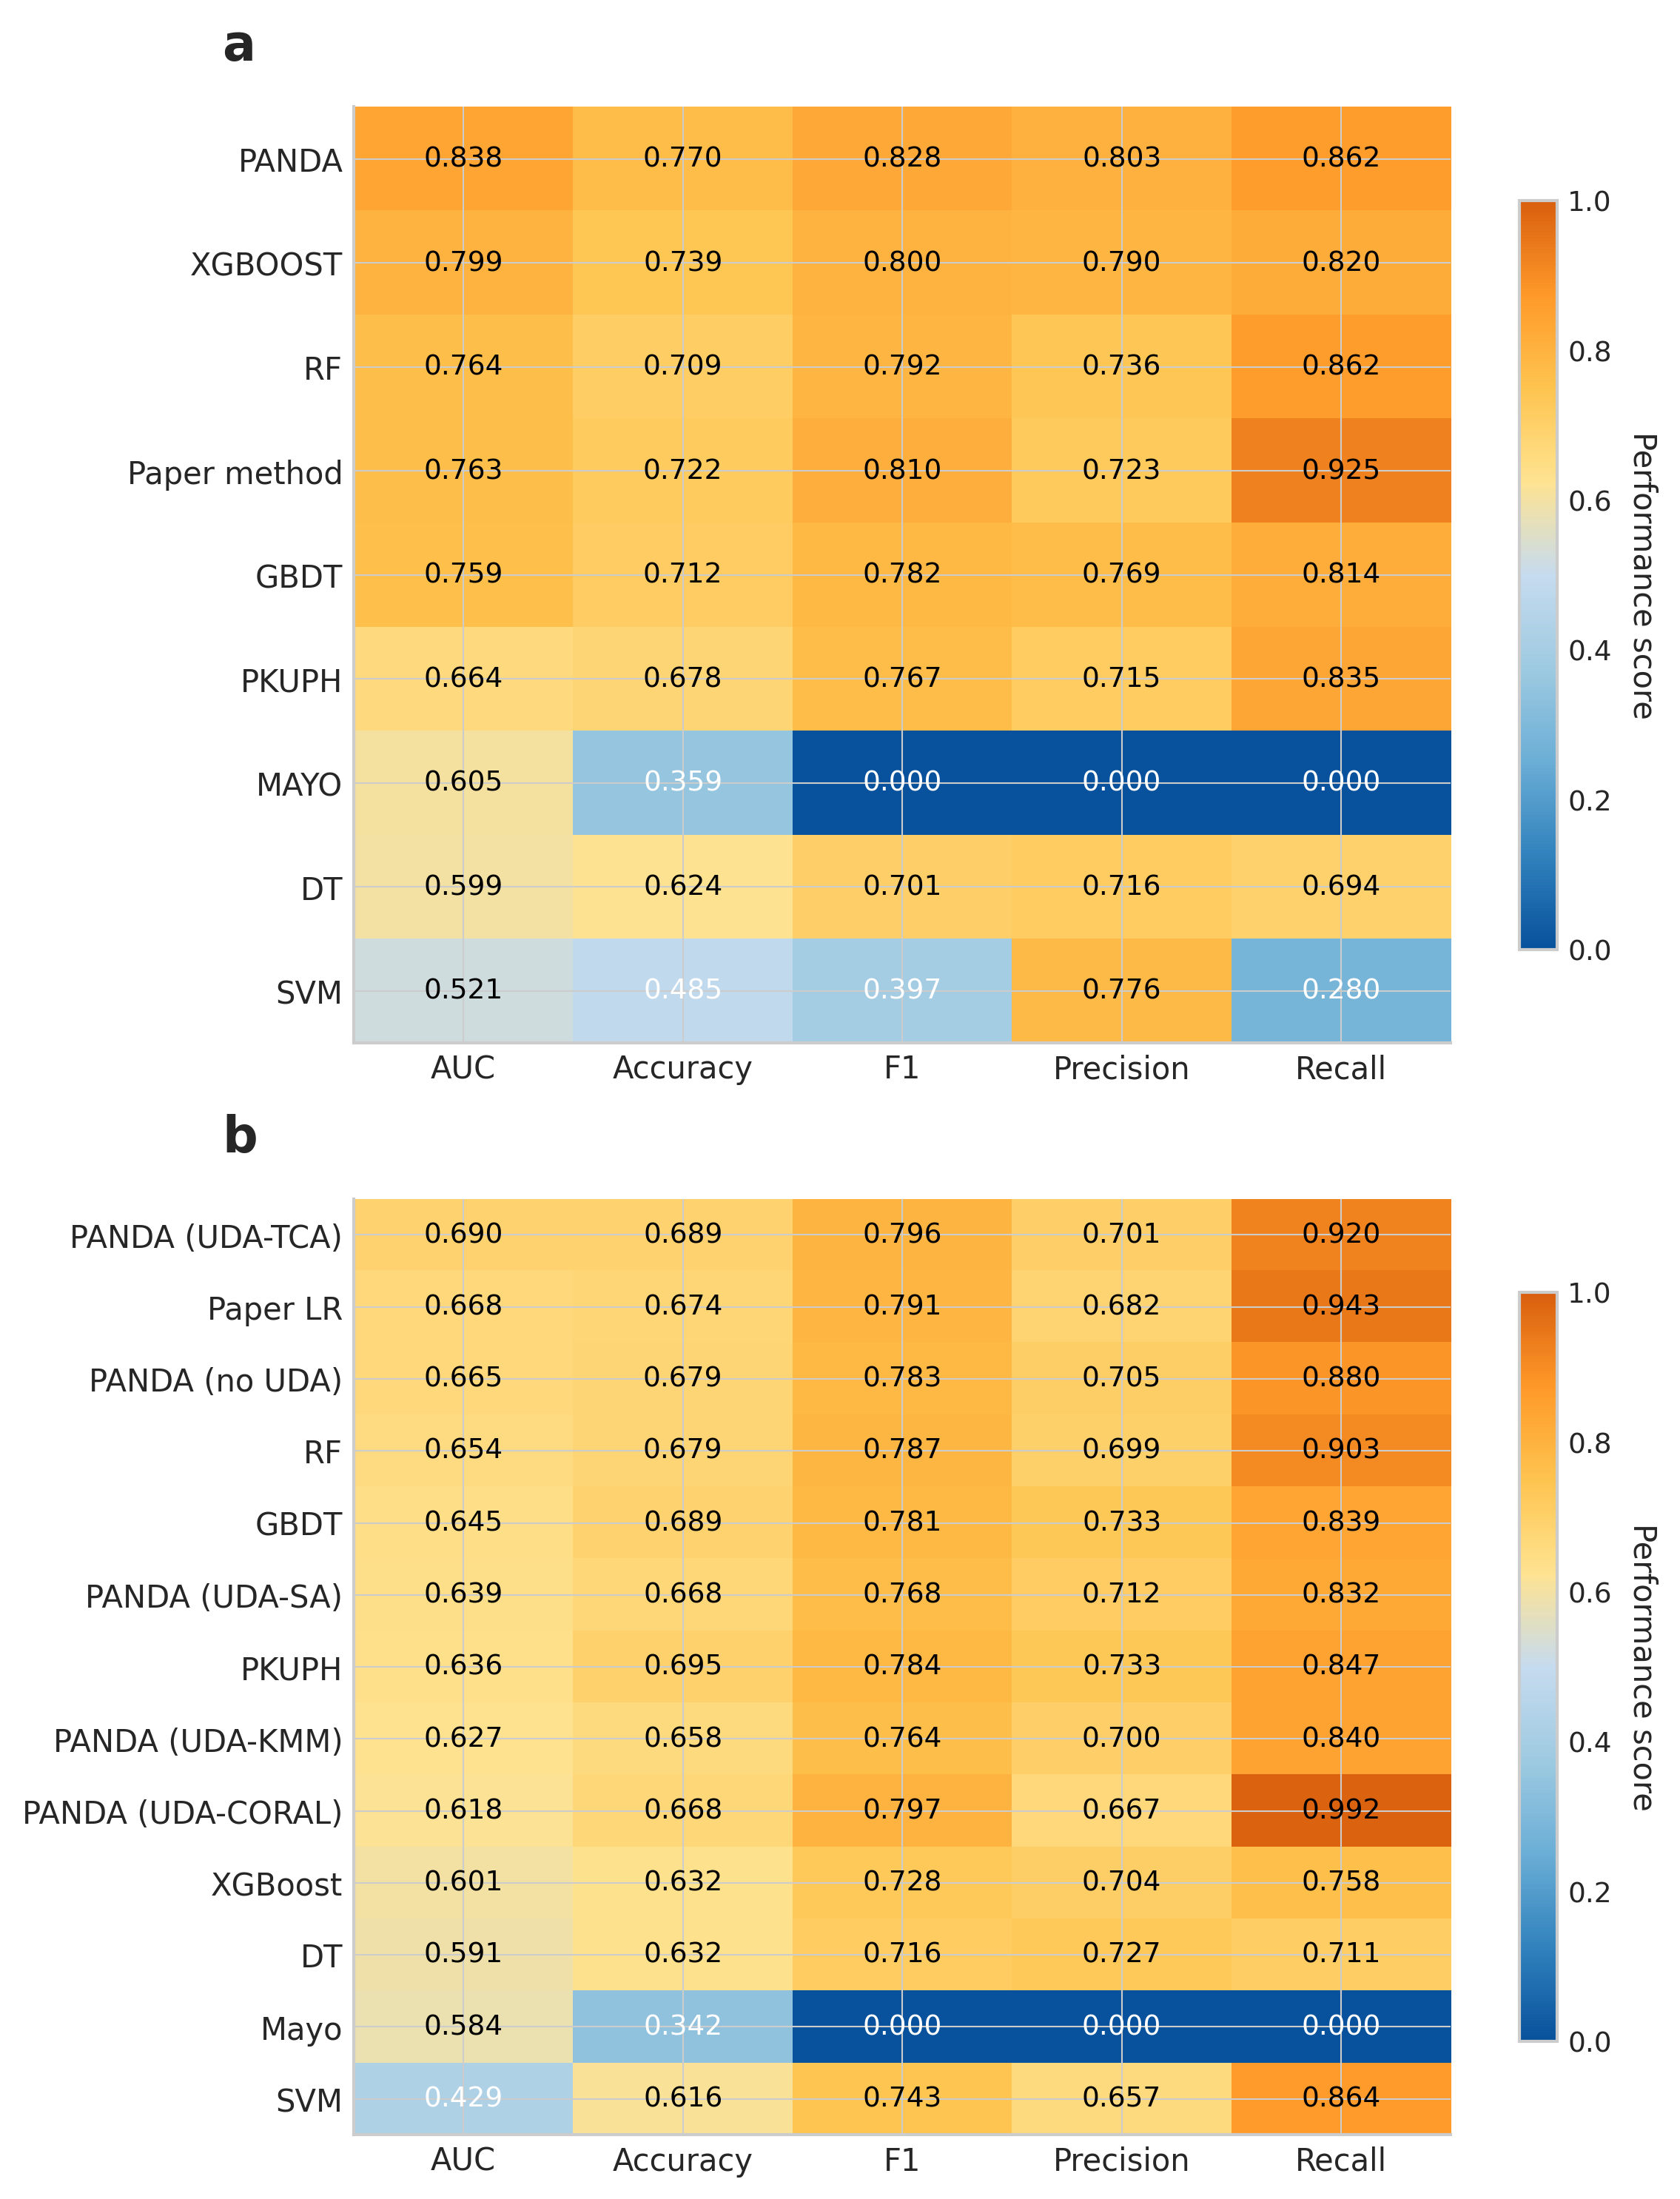 a
PANDA 0.838 0.770 0.828 0.803 0.862
XGBOOST 0.799 0.739 0.800 0.790 0.820
RF 0.764 0.709 0.792 0.736 0.862
Paper method 0.763 0.722 0.810 0.723 0.925
GBDT 0.759 0.712 0.782 0.769 0.814
PKUPH 0.664 0.678 0.767 0.715 0.835
MAYO 0.605 0.359 0.000 0.000 0.000
DT 0.599 0.624 0.701 0.716 0.694
SVM 0.521 0.485 0.397 0.776 0.280
AUC Accuracy F1 Precision Recall
1.0
0.8
0.6
0.4
0.2
0.0
Performance score
b
PANDA (UDA-TCA) 0.690 0.689 0.796 0.701 0.920
Paper LR 0.668 0.674 0.791 0.682 0.943
PANDA (no UDA) 0.665 0.679 0.783 0.705 0.880
RF 0.654 0.679 0.787 0.699 0.903
GBDT 0.645 0.689 0.781 0.733 0.839
PANDA (UDA-SA) 0.639 0.668 0.768 0.712 0.832
PKUPH 0.636 0.695 0.784 0.733 0.847
PANDA (UDA-KMM) 0.627 0.658 0.764 0.700 0.840
PANDA (UDA-CORAL) 0.618 0.668 0.797 0.667 0.992
XGBoost 0.601 0.632 0.728 0.704 0.758
DT 0.591 0.632 0.716 0.727 0.711
Mayo 0.584 0.342 0.000 0.000 0.000
SVM 0.429 0.616 0.743 0.657 0.864
AUC Accuracy F1 Precision Recall
1.0
0.8
0.6
0.4
0.2
0.0
Performance score